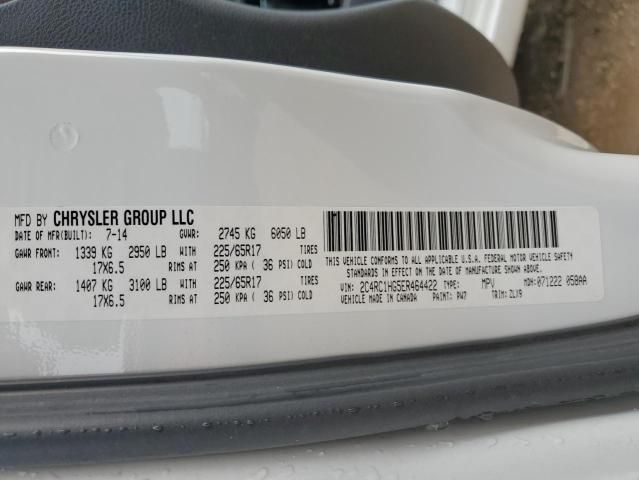 MFD BY CHRYSLER GROUP LLC
DATE OF MFR(BUILT): 7-14 GVWR: 2745 KG 6050 LB
GAWR FRONT: 1339 KG 2950 LB WITH 225/65R17 TIRES
17X6.5 RIMS AT 250 KPA ( 36 PSI) COLD
GAWR REAR: 1407 KG 3100 LB WITH 225/65R17 TIRES
17X6.5 RIMS AT 250 KPA ( 36 PSI) COLD
THIS VEHICLE CONFORMS TO ALL APPLICABLE U.S.A. FEDERAL MOTOR VEHICLE SAFETY
STANDARDS IN EFFECT ON THE DATE OF MANUFACTURE SHOWN ABOVE.
VIN: 2C4RC1HG5ER464422 TYPE: MPV MDH: 071222 058AA
VEHICLE MADE IN CANADA PAINT: PW7 TRIM: ZLX9